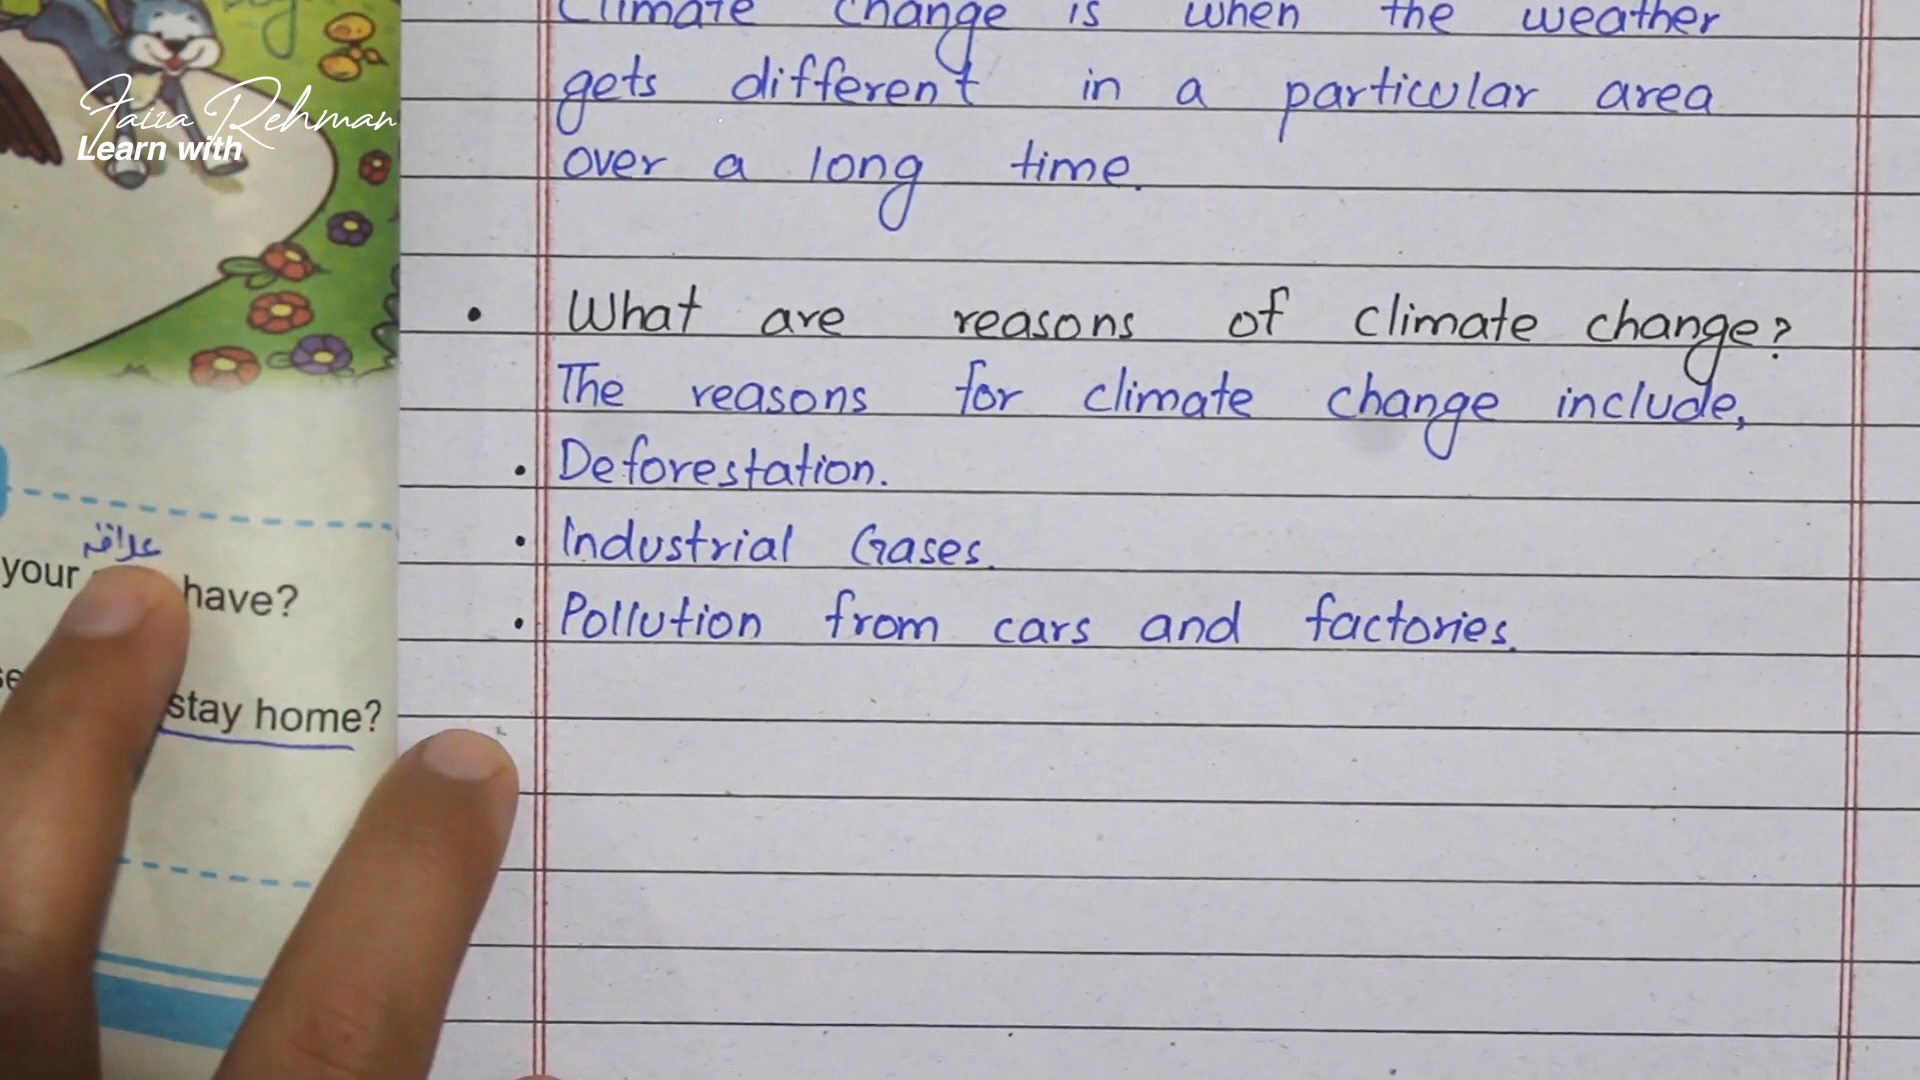 Faiza Rehman
Learn with
Climate change is when the weather
gets different in a particular area
over a long time.
• What are reasons of climate change?
The reasons for climate change include,
• Deforestation.
• Industrial Gases.
• Pollution from cars and factories.
علاقہ
your have?
stay home?